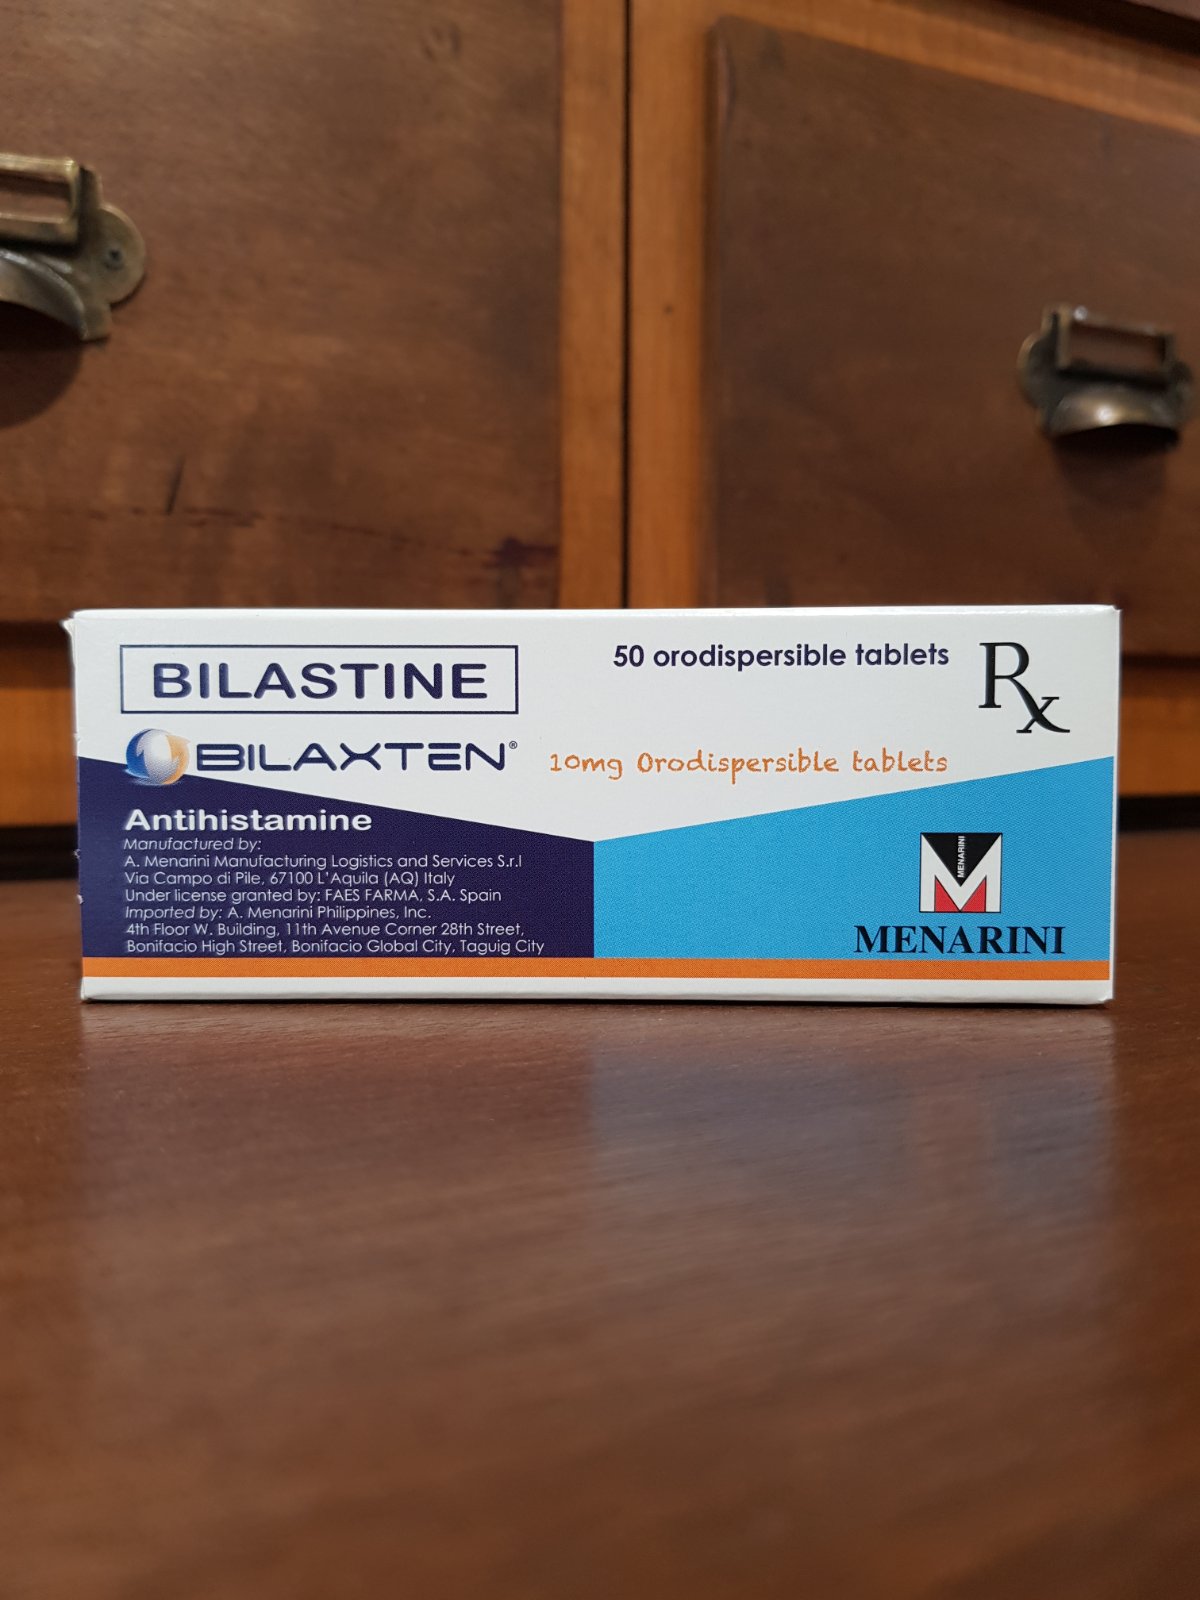 BILASTINE
50 orodispersible tablets
Rx
BILAXTEN®
10mg Orodispersible tablets
Antihistamine
Manufactured by:
A. Menarini Manufacturing Logistics and Services S.r.l
Via Campo di Pile, 67100 L'Aquila (AQ) Italy
Under license granted by: FAES FARMA, S.A. Spain
Imported by: A. Menarini Philippines, Inc.
4th Floor W. Building, 11th Avenue Corner 28th Street,
Bonifacio High Street, Bonifacio Global City, Taguig City
MENARINI
MENARINI